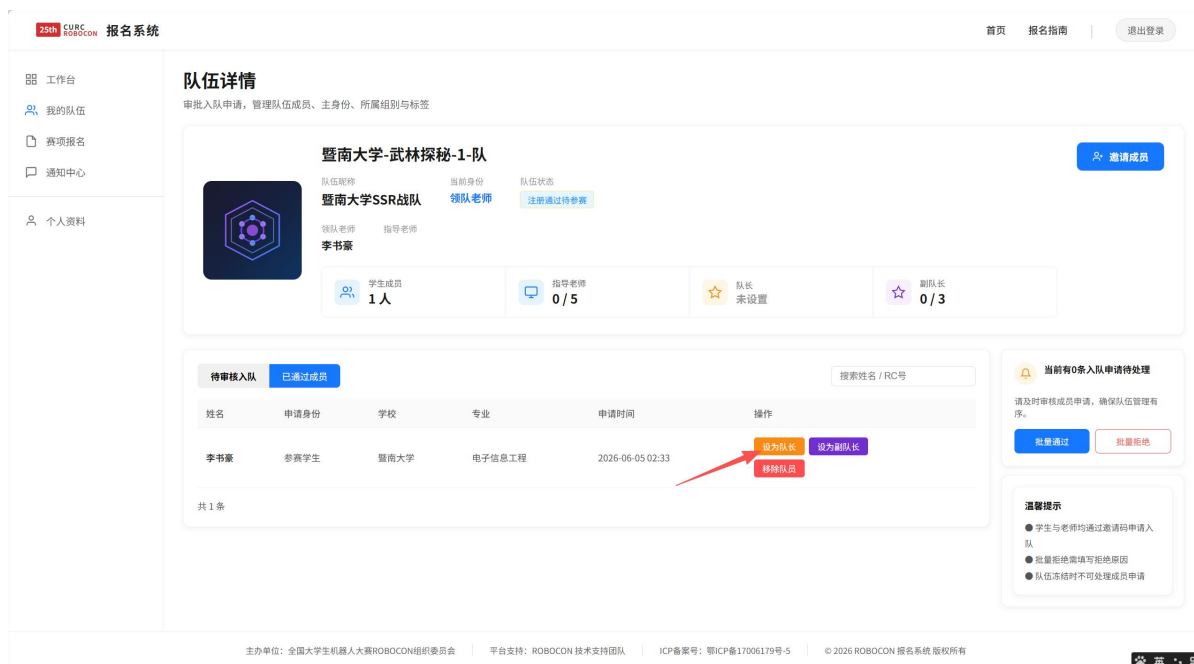 25th CURC ROBOCON 报名系统
首页 报名指南 退出登录
工作台
我的队伍
赛项报名
通知中心
个人资料
队伍详情
审批入队申请，管理队伍成员、主身份、所属组别与标签
暨南大学-武林探秘-1-队
邀请成员
队伍昵称 当前身份 队伍状态
暨南大学SSR战队 领队老师 注册通过待参赛
领队老师 指导老师
李书豪
学生成员
1 人
指导老师
0 / 5
队长
未设置
副队长
0 / 3
待审核入队 已通过成员 搜索姓名 / RC号
姓名 申请身份 学校 专业 申请时间 操作
李书豪 参赛学生 暨南大学 电子信息工程 2026-06-05 02:33 设为队长 设为副队长
移除队员
共 1 条
当前有0条入队申请待处理
请及时审核成员申请，确保队伍管理有
序。
批量通过 批量拒绝
温馨提示
● 学生与老师均通过邀请码申请入
队
● 批量拒绝需填写拒绝原因
● 队伍冻结时不可处理成员申请
主办单位：全国大学生机器人大赛ROBOCON组织委员会 平台支持：ROBOCON 技术支持团队 ICP备案号：鄂ICP备17006179号-5 © 2026 ROBOCON 报名系统 版权所有
英